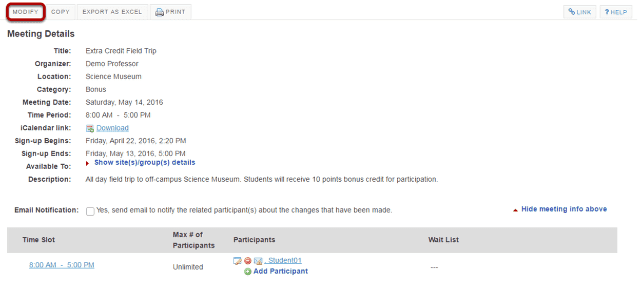 MODIFY COPY EXPORT AS EXCEL PRINT LINK ? HELP
Meeting Details
Title: Extra Credit Field Trip
Organizer: Demo Professor
Location: Science Museum
Category: Bonus
Meeting Date: Saturday, May 14, 2016
Time Period: 8:00 AM - 5:00 PM
iCalendar link: Download
Sign-up Begins: Friday, April 22, 2016, 2:20 PM
Sign-up Ends: Friday, May 13, 2016, 5:00 PM
Available To: Show site(s)/group(s) details
Description: All day field trip to off-campus Science Museum. Students will receive 10 points bonus credit for participation.
Email Notification: Yes, send email to notify the related participant(s) about the changes that have been made. Hide meeting info above
Time Slot Max # of Participants Participants Wait List
8:00 AM - 5:00 PM Unlimited , Student01 ---
Add Participant